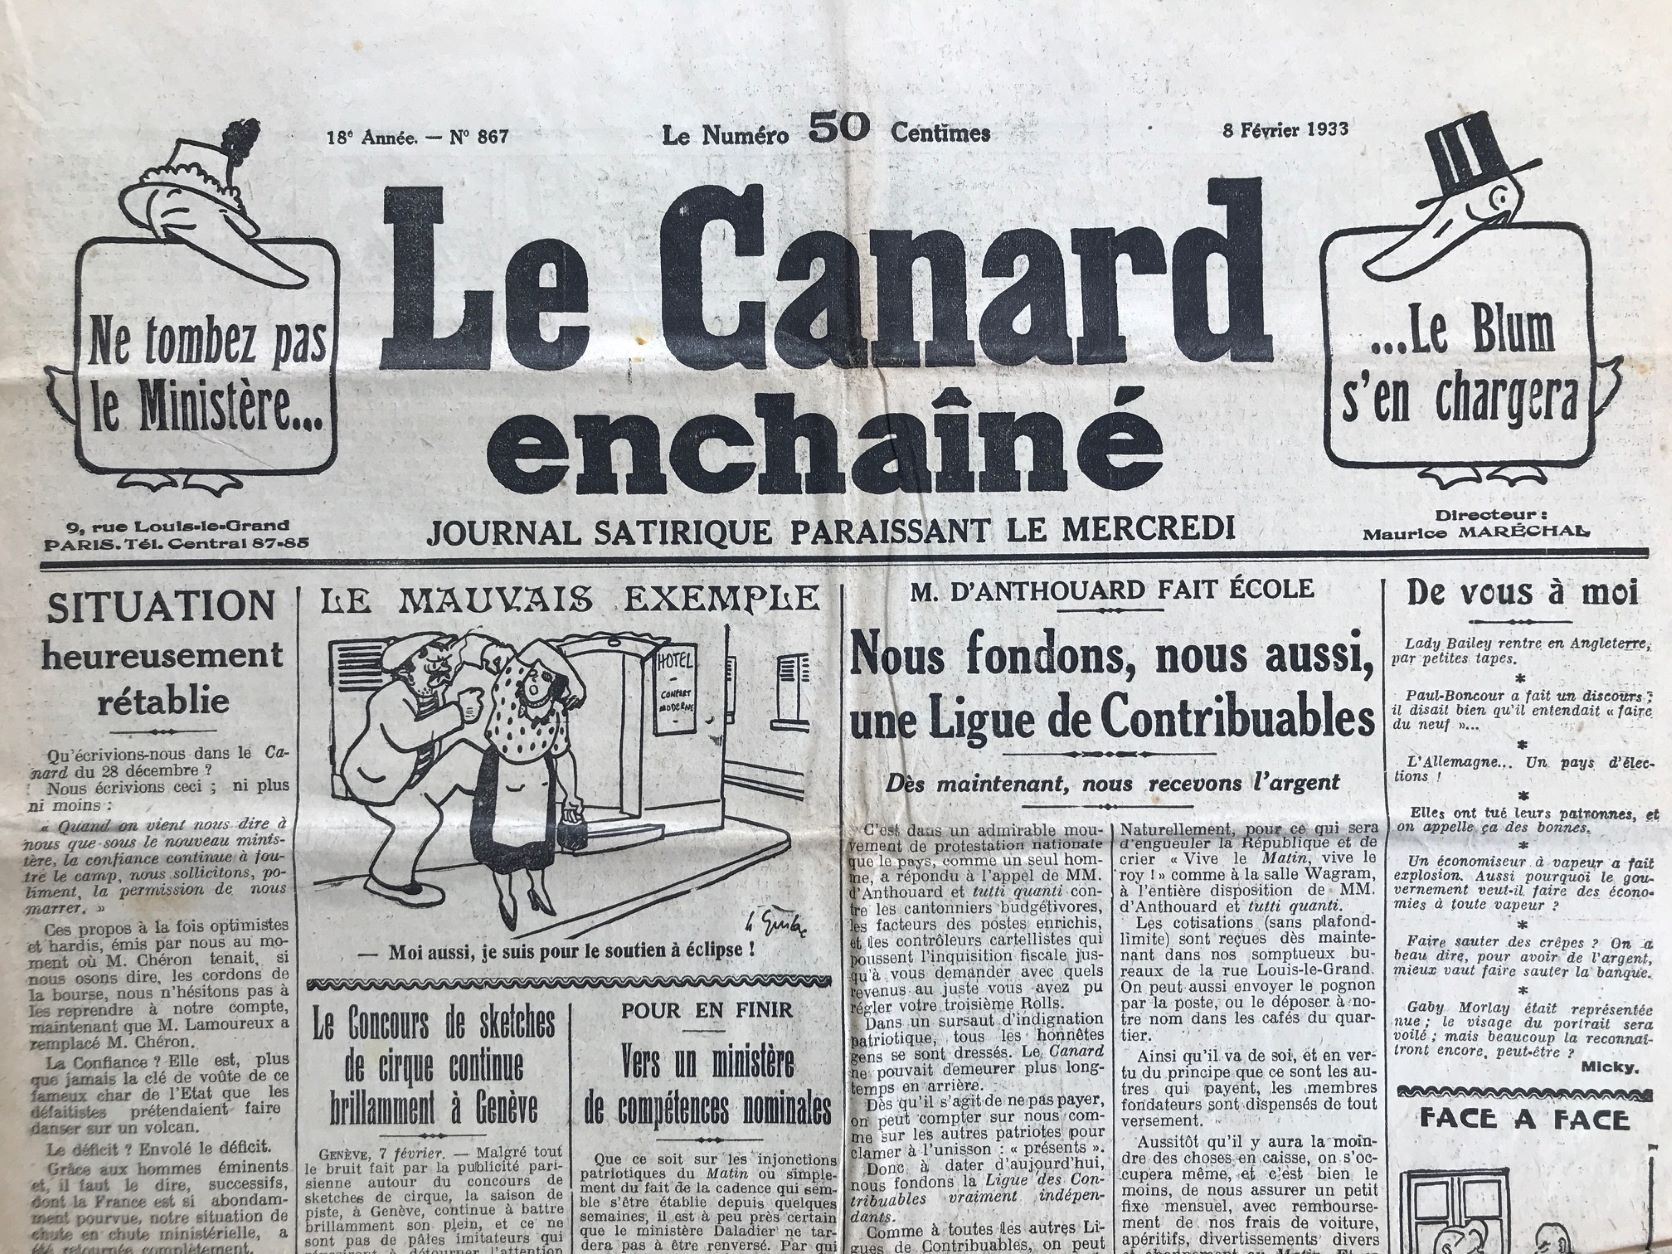 18e Année. — No 867
Le Numéro 50 Centimes
8 Février 1933
Ne tombez pas
le Ministère...
Le Canard
enchaîné
...Le Blum
s'en chargera
9, rue Louis-le-Grand
PARIS. Tél. Central 87-85
JOURNAL SATIRIQUE PARAISSANT LE MERCREDI
Directeur :
Maurice MARÉCHAL
SITUATION
heureusement
rétablie
Qu'écrivions-nous dans le Ca-
nard du 28 décembre ?
Nous écrivions ceci ; ni plus
ni moins :
« Quand on vient nous dire à
nous que sous le nouveau minis-
tère, la confiance continue à fou-
tre le camp, nous sollicitons, po-
liment, la permission de nous
marrer. »
Ces propos à la fois optimistes
et hardis, émis par nous au mo-
ment où M. Chéron tenait, si
nous osons dire, les cordons de
la bourse, nous n'hésitons pas à
les reprendre à notre compte,
maintenant que M. Lamoureux a
remplacé M. Chéron.
La Confiance ? Elle est, plus
que jamais la clé de voûte de ce
fameux char de l'Etat que les
défaitistes prétendaient faire
danser sur un volcan.
Le déficit ? Envolé le déficit.
Grâce aux hommes éminents
et, il faut le dire, successifs,
dont la France est si abondam-
ment pourvue, notre situation de
chute en chute ministérielle, a
été retournée complètement.
LE MAUVAIS EXEMPLE
HOTEL
CONFORT
MODERNE
— Moi aussi, je suis pour le soutien à éclipse !
Le Concours de sketches
de cirque continue
brillamment à Genève
GENÈVE, 7 février. — Malgré tout
le bruit fait par la publicité pari-
sienne autour du concours de
sketches de cirque, la saison de
piste, à Genève, continue à battre
brillamment son plein, et ce ne
sont pas de pâles imitateurs qui
à détourner l'attention
POUR EN FINIR
Vers un ministère
de compétences nominales
Que ce soit sur les injonctions
patriotiques du Matin ou simple-
ment du fait de la cadence qui sem-
ble s'être établie depuis quelques
semaines, il est à peu près certain
que le ministère Daladier ne tar-
dera pas à être renversé. Par qui
M. D'ANTHOUARD FAIT ÉCOLE
Nous fondons, nous aussi,
une Ligue de Contribuables
Dès maintenant, nous recevons l'argent
C'est dans un admirable mou-
vement de protestation nationale
que le pays, comme un seul hom-
me, a répondu à l'appel de MM.
d'Anthouard et tutti quanti con-
tre les cantonniers budgétivores,
les facteurs des postes enrichis,
et les contrôleurs cartellistes qui
poussent l'inquisition fiscale jus-
qu'à vous demander avec quels
revenus au juste vous avez pu
régler votre troisième Rolls.
Dans un sursaut d'indignation
patriotique, tous les honnêtes
gens se sont dressés. Le Canard
ne pouvait demeurer plus long-
temps en arrière.
Dès qu'il s'agit de ne pas payer,
on peut compter sur nous com-
me sur les autres patriotes pour
clamer à l'unisson : « présents ».
Donc, à dater d'aujourd'hui,
nous fondons la Ligue des Con-
tribuables vraiment indépen-
dants.
Comme à toutes les autres Li-
gues de Contribuables, on peut
Naturellement, pour ce qui sera
d'engueuler la République et de
crier « Vive le Matin, vive le
roy ! » comme à la salle Wagram,
à l'entière disposition de MM.
d'Anthouard et tutti quanti.
Les cotisations (sans plafond-
limite) sont reçues dès mainte-
nant dans nos somptueux bu-
reaux de la rue Louis-le-Grand.
On peut aussi envoyer le pognon
par la poste, ou le déposer à no-
tre nom dans les cafés du quar-
tier.
Ainsi qu'il va de soi, et en ver-
tu du principe que ce sont les au-
tres qui payent, les membres
fondateurs sont dispensés de tout
versement.
Aussitôt qu'il y aura la moin-
dre des choses en caisse, on s'oc-
cupera même, et c'est bien le
moins, de nous assurer un petit
fixe mensuel, avec rembourse-
ment de nos frais de voiture,
apéritifs, divertissements divers
De vous à moi
Lady Bailey rentre en Angleterre,
par petites tapes.
*
Paul-Boncour a fait un discours ;
il disait bien qu'il entendait « faire
du neuf »...
*
L'Allemagne... Un pays d'élec-
tions !
*
Elles ont tué leurs patronnes, et
on appelle ça des bonnes.
*
Un économiseur à vapeur a fait
explosion. Aussi pourquoi le gou-
vernement veut-il faire des écono-
mies à toute vapeur ?
*
Faire sauter des crêpes ? On a
beau dire, pour avoir de l'argent,
mieux vaut faire sauter la banque.
*
Gaby Morlay était représentée
nue ; le visage du portrait sera
voilé ; mais beaucoup la reconnaî-
tront encore, peut-être ?
Micky.
FACE A FACE